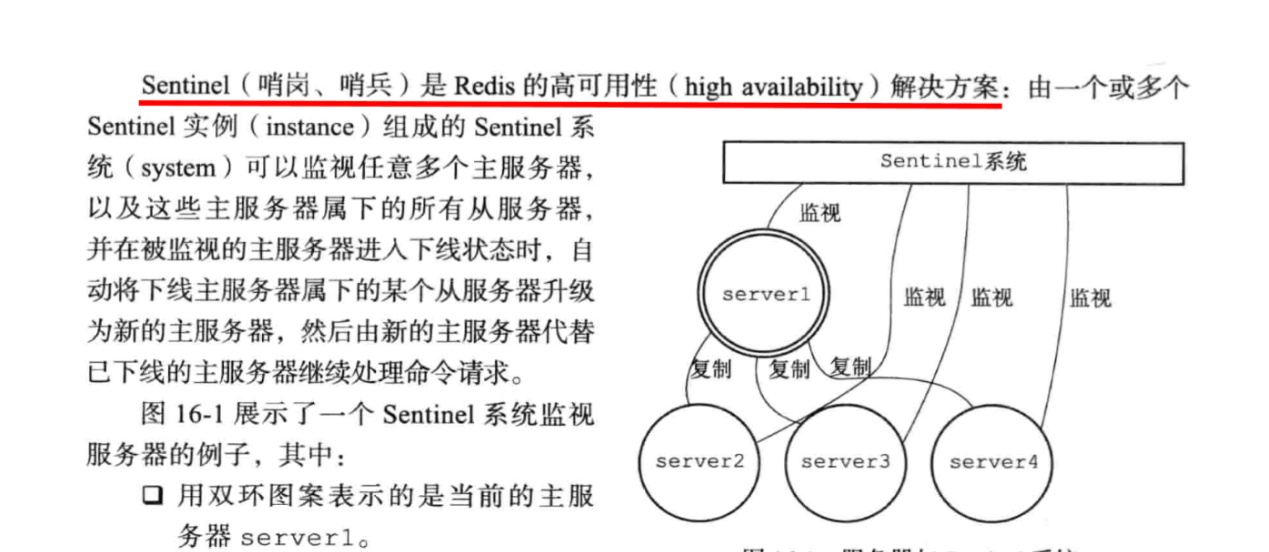 Sentinel（哨岗、哨兵）是 Redis 的高可用性（high availability）解决方案：由一个或多个
Sentinel 实例（instance）组成的 Sentinel 系
统（system）可以监视任意多个主服务器，
以及这些主服务器属下的所有从服务器，
并在被监视的主服务器进入下线状态时，自
动将下线主服务器属下的某个从服务器升级
为新的主服务器，然后由新的主服务器代替
已下线的主服务器继续处理命令请求。
图 16-1 展示了一个 Sentinel 系统监视
服务器的例子，其中：
❑ 用双环图案表示的是当前的主服
务器 server1。
Sentinel系统
监视
server1
监视
监视
监视
复制
复制
复制
server2
server3
server4